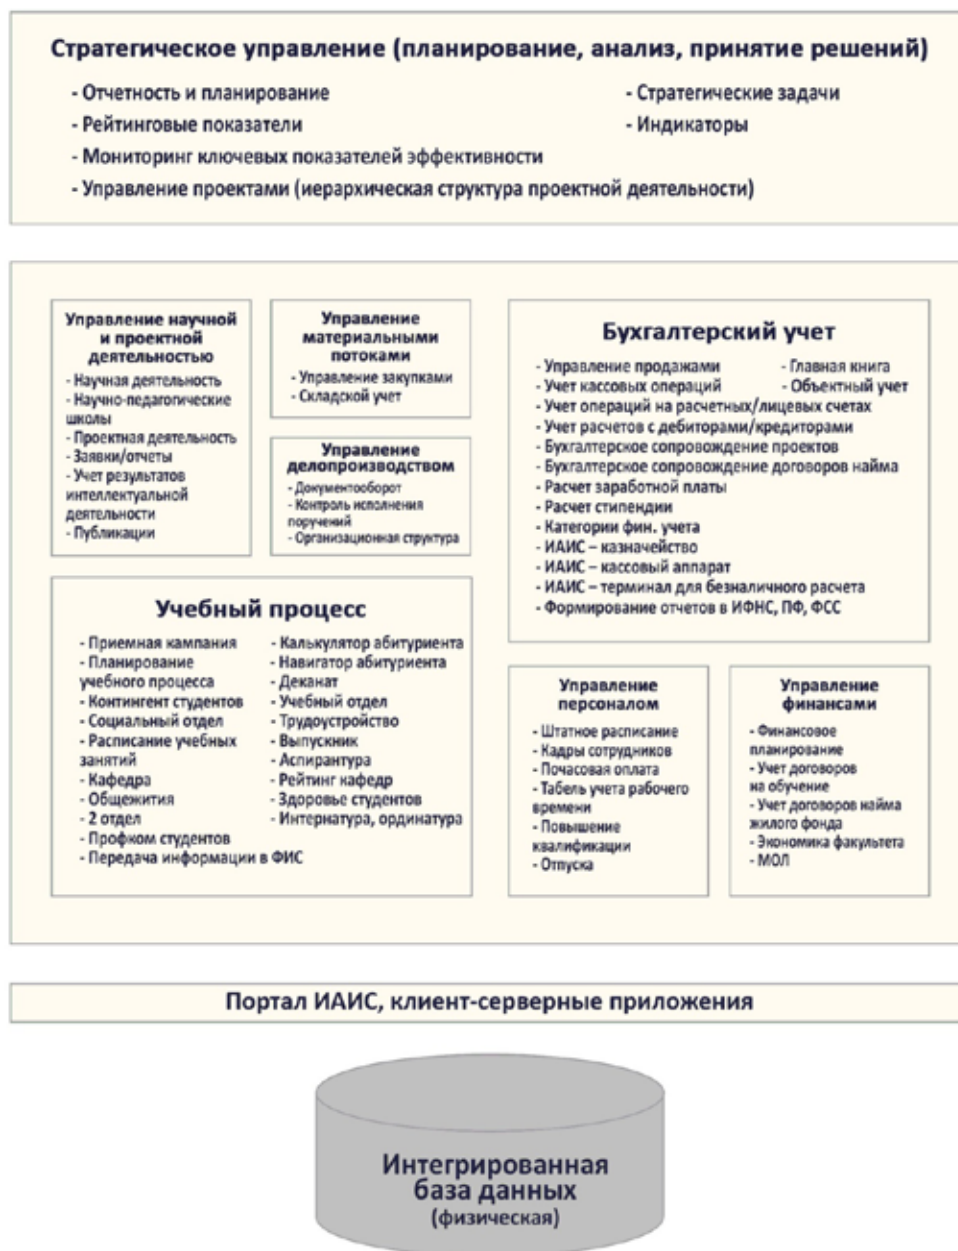 Стратегическое управление (планирование, анализ, принятие решений)
- Отчетность и планирование
- Стратегические задачи
- Рейтинговые показатели
- Индикаторы
- Мониторинг ключевых показателей эффективности
- Управление проектами (иерархическая структура проектной деятельности)
Управление научной
и проектной
деятельностью
- Научная деятельность
- Научно-педагогические
школы
- Проектная деятельность
- Заявки/отчеты
- Учет результатов
интеллектуальной
деятельности
- Публикации
Управление
материальными
потоками
- Управление закупками
- Складской учет
Управление
делопроизводством
- Документооборот
- Контроль исполнения
поручений
- Организационная структура
Бухгалтерский учет
- Управление продажами
- Главная книга
- Учет кассовых операций
- Объектный учет
- Учет операций на расчетных/лицевых счетах
- Учет расчетов с дебиторами/кредиторами
- Бухгалтерское сопровождение проектов
- Бухгалтерское сопровождение договоров найма
- Расчет заработной платы
- Расчет стипендии
- Категории фин. учета
- ИАИС – казначейство
- ИАИС – кассовый аппарат
- ИАИС – терминал для безналичного расчета
- Формирование отчетов в ИФНС, ПФ, ФСС
Учебный процесс
- Приемная кампания
- Планирование
учебного процесса
- Контингент студентов
- Социальный отдел
- Расписание учебных
занятий
- Кафедра
- Общежития
- 2 отдел
- Профком студентов
- Передача информации в ФИС
- Калькулятор абитуриента
- Навигатор абитуриента
- Деканат
- Учебный отдел
- Трудоустройство
- Выпускник
- Аспирантура
- Рейтинг кафедр
- Здоровье студентов
- Интернатура, ординатура
Управление
персоналом
- Штатное расписание
- Кадры сотрудников
- Почасовая оплата
- Табель учета рабочего
времени
- Повышение
квалификации
- Отпуска
Управление
финансами
- Финансовое
планирование
- Учет договоров
на обучение
- Учет договоров найма
жилого фонда
- Экономика факультета
- МОЛ
Портал ИАИС, клиент-серверные приложения
Интегрированная
база данных
(физическая)